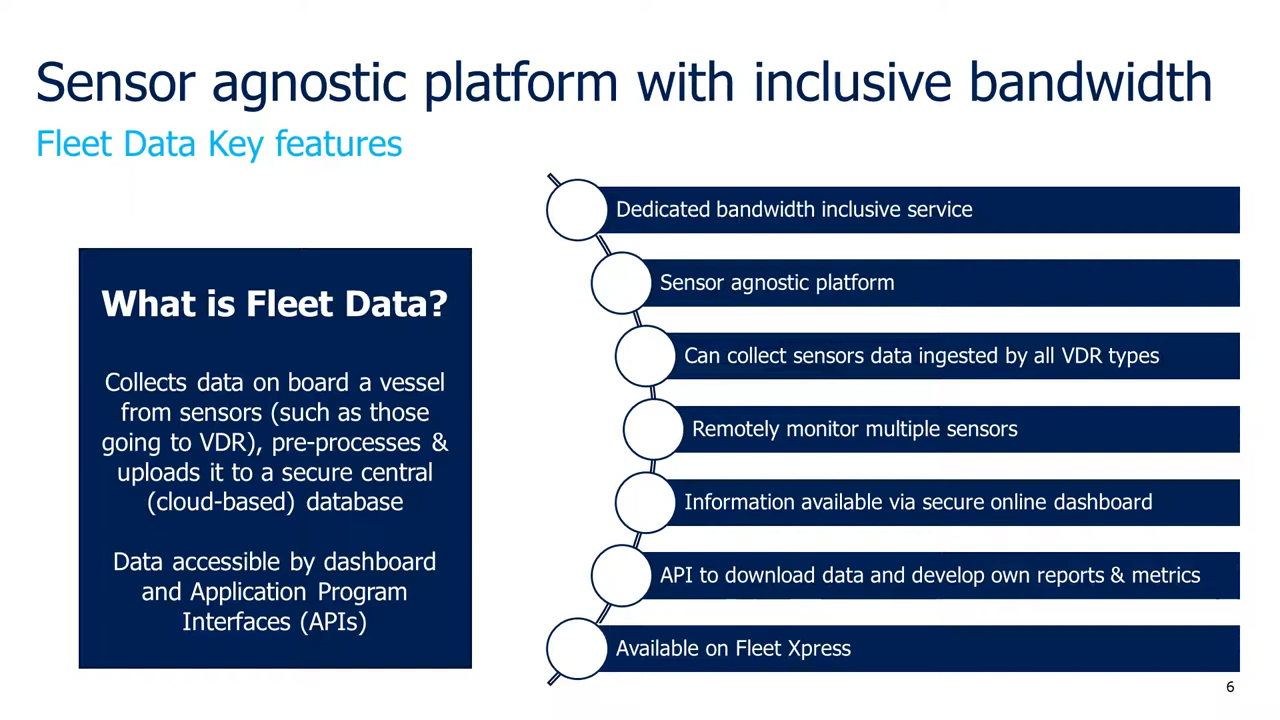 Sensor agnostic platform with inclusive bandwidth
Fleet Data Key features
What is Fleet Data?
Collects data on board a vessel
from sensors (such as those
going to VDR), pre-processes &
uploads it to a secure central
(cloud-based) database
Data accessible by dashboard
and Application Program
Interfaces (APIs)
Dedicated bandwidth inclusive service
Sensor agnostic platform
Can collect sensors data ingested by all VDR types
Remotely monitor multiple sensors
Information available via secure online dashboard
API to download data and develop own reports & metrics
Available on Fleet Xpress
6